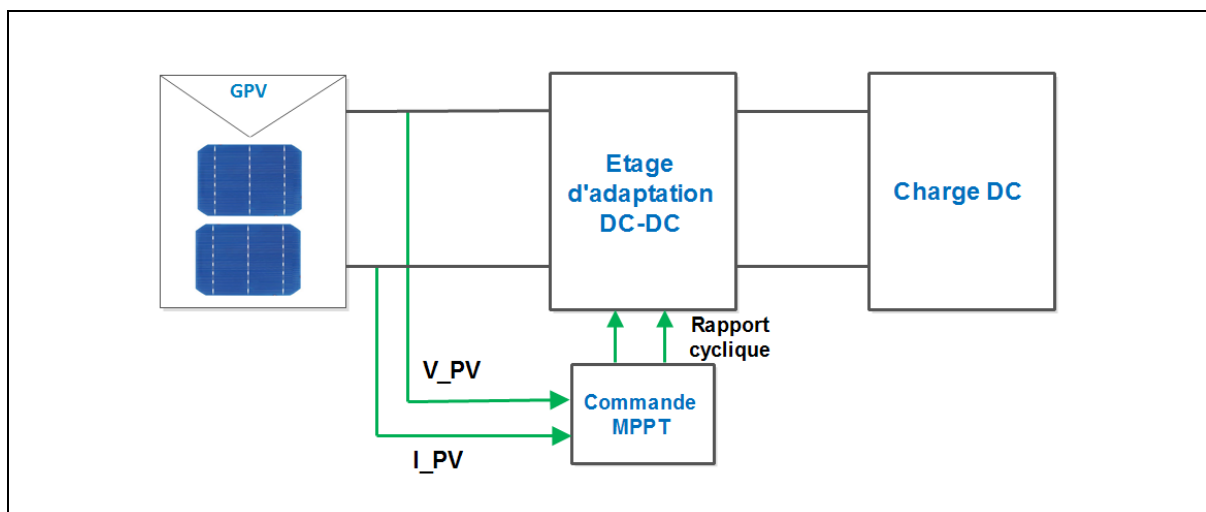 GPV
Etage
d'adaptation
DC-DC
Charge DC
Rapport
cyclique
V_PV
Commande
MPPT
I_PV